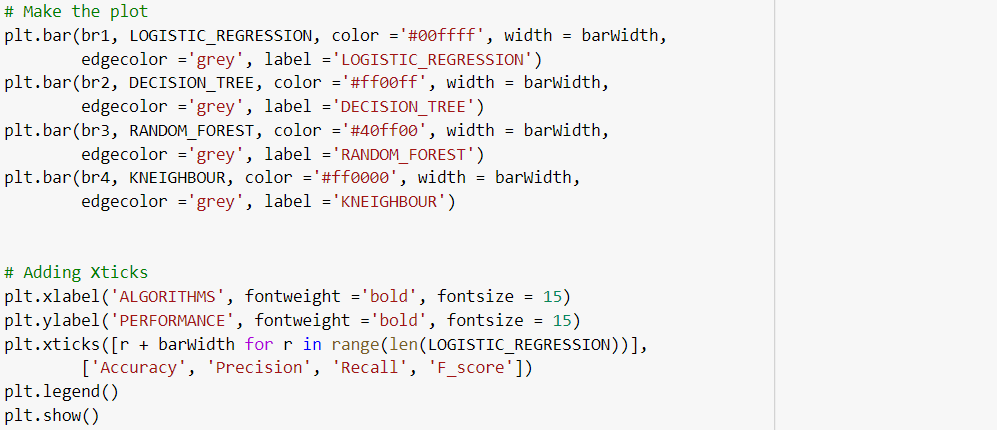 # Make the plot
plt.bar(br1, LOGISTIC_REGRESSION, color ='#00ffff', width = barWidth,
        edgecolor ='grey', label ='LOGISTIC_REGRESSION')
plt.bar(br2, DECISION_TREE, color ='#ff00ff', width = barWidth,
        edgecolor ='grey', label ='DECISION_TREE')
plt.bar(br3, RANDOM_FOREST, color ='#40ff00', width = barWidth,
        edgecolor ='grey', label ='RANDOM_FOREST')
plt.bar(br4, KNEIGHBOUR, color ='#ff0000', width = barWidth,
        edgecolor ='grey', label ='KNEIGHBOUR')
# Adding Xticks
plt.xlabel('ALGORITHMS', fontweight ='bold', fontsize = 15)
plt.ylabel('PERFORMANCE', fontweight ='bold', fontsize = 15)
plt.xticks([r + barWidth for r in range(len(LOGISTIC_REGRESSION))],
        ['Accuracy', 'Precision', 'Recall', 'F_score'])
plt.legend()
plt.show()